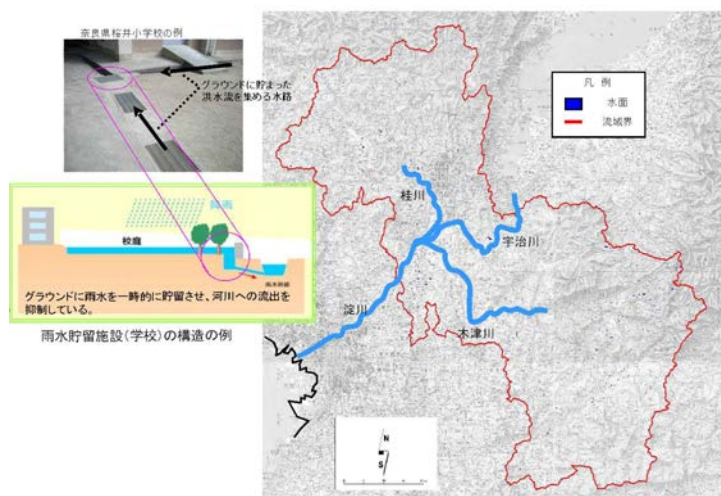 奈良県桜井小学校の例
グラウンドに貯まった
洪水流を集める水路
凡 例
水面
流域界
降雨
校庭
グラウンドに雨水を一時的に貯留させ、河川への流出を
抑制している。
雨水貯留施設(学校)の構造の例
桂川
宇治川
淀川
木津川
N
S